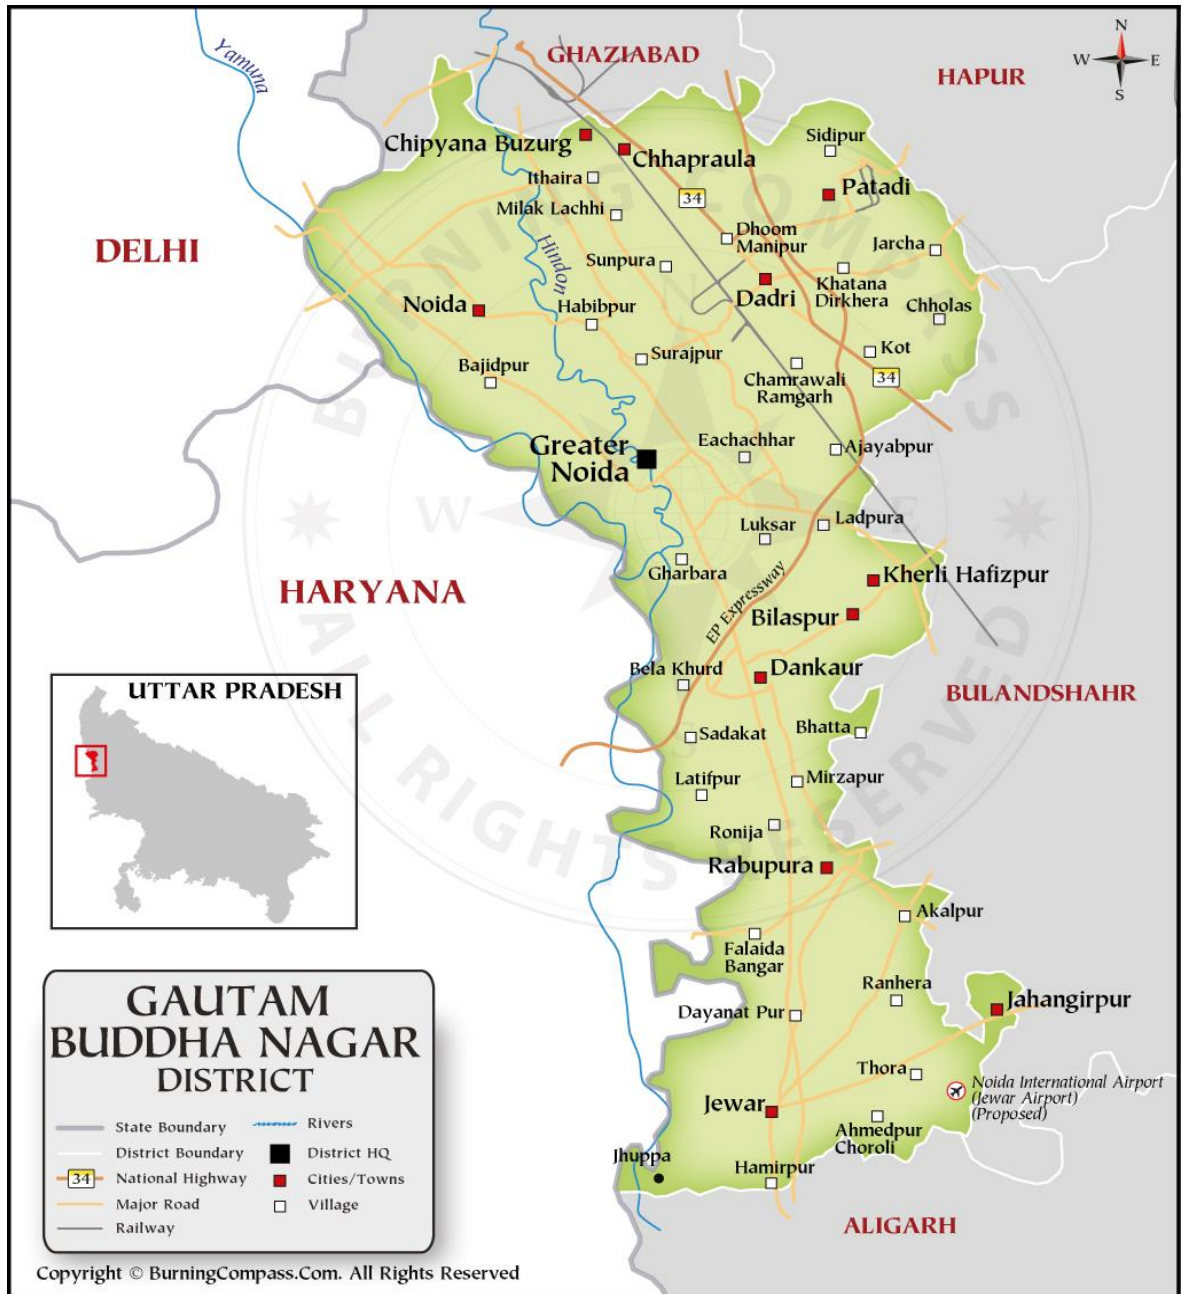 Yamuna
GHAZIABAD
HAPUR
N
W
E
S
Chipyana Buzurg
Chhapraula
Sidipur
Ithaira
Patadi
34
Milak Lachhi
DELHI
Hindon
Dhoom
Manipur
Jarcha
Sunpura
Khatana
Dirkhera
Dadri
Noida
Habibpur
Chholas
Surajpur
Kot
Bajidpur
Chamrawali
Ramgarh
34
Greater
Noida
Eachachhar
Ajayabpur
Luksar
Ladpura
Gharbara
Kherli Hafizpur
HARYANA
EP Expressway
Bilaspur
Bela Khurd
Dankaur
BULANDSHAHR
UTTAR PRADESH
Sadakat
Bhatta
Latifpur
Mirzapur
Ronija
Rabupura
Akalpur
Falaida
Bangar
Ranhera
Jahangirpur
Dayanat Pur
Thora
Noida International Airport
(Jewar Airport)
(Proposed)
Jewar
Ahmedpur
Choroli
Jhuppa
Hamirpur
ALIGARH
GAUTAM
BUDDHA NAGAR
DISTRICT
State Boundary
Rivers
District Boundary
District HQ
34
National Highway
Cities/Towns
Major Road
Village
Railway
Copyright © BurningCompass.Com. All Rights Reserved
BURNING COMPASS
ALL RIGHTS RESERVED
N
W
E
S